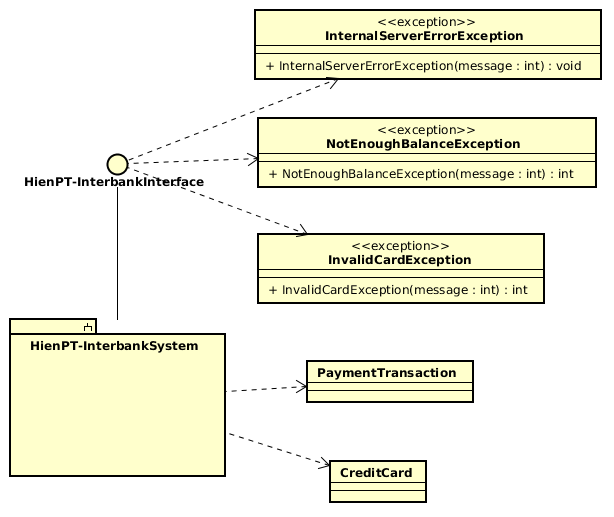 <<exception>>
InternalServerErrorException
+ InternalServerErrorException(message : int) : void
<<exception>>
NotEnoughBalanceException
+ NotEnoughBalanceException(message : int) : int
HienPT-InterbankInterface
<<exception>>
InvalidCardException
+ InvalidCardException(message : int) : int
HienPT-InterbankSystem
PaymentTransaction
CreditCard